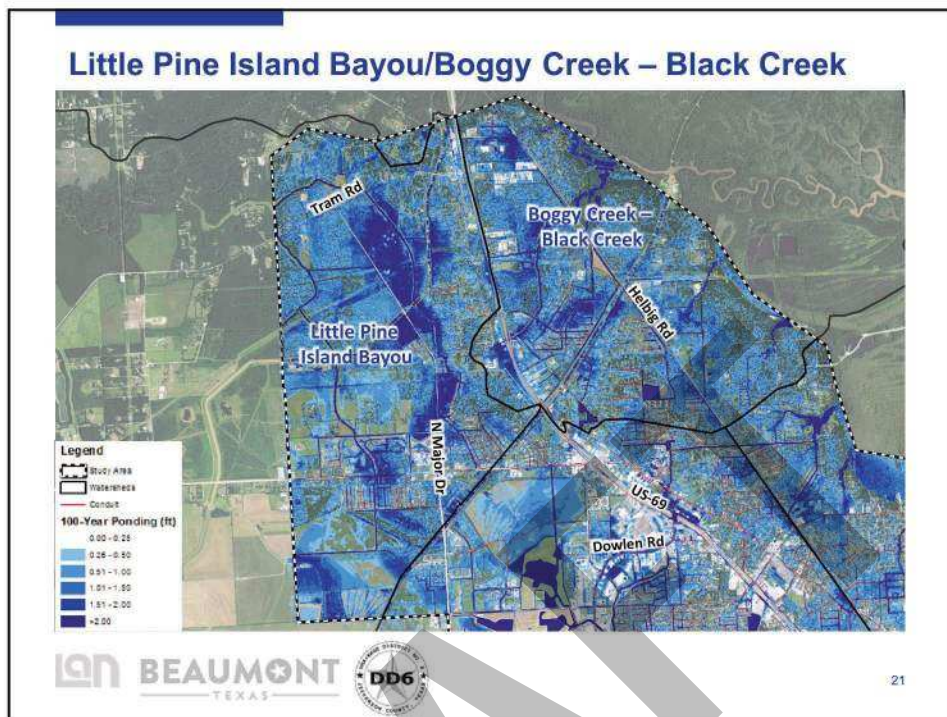 Little Pine Island Bayou/Boggy Creek – Black Creek
Tram Rd
Boggy Creek –
Black Creek
Helbig Rd
Little Pine
Island Bayou
N Major Dr
US-69
Dowlen Rd
Legend
Study Area
Watersheds
Conduit
100-Year Ponding (ft)
0.00 - 0.25
0.26 - 0.50
0.51 - 1.00
1.01 - 1.50
1.51 - 2.00
>2.00
lan
BEAUMONT
TEXAS
DD6
21